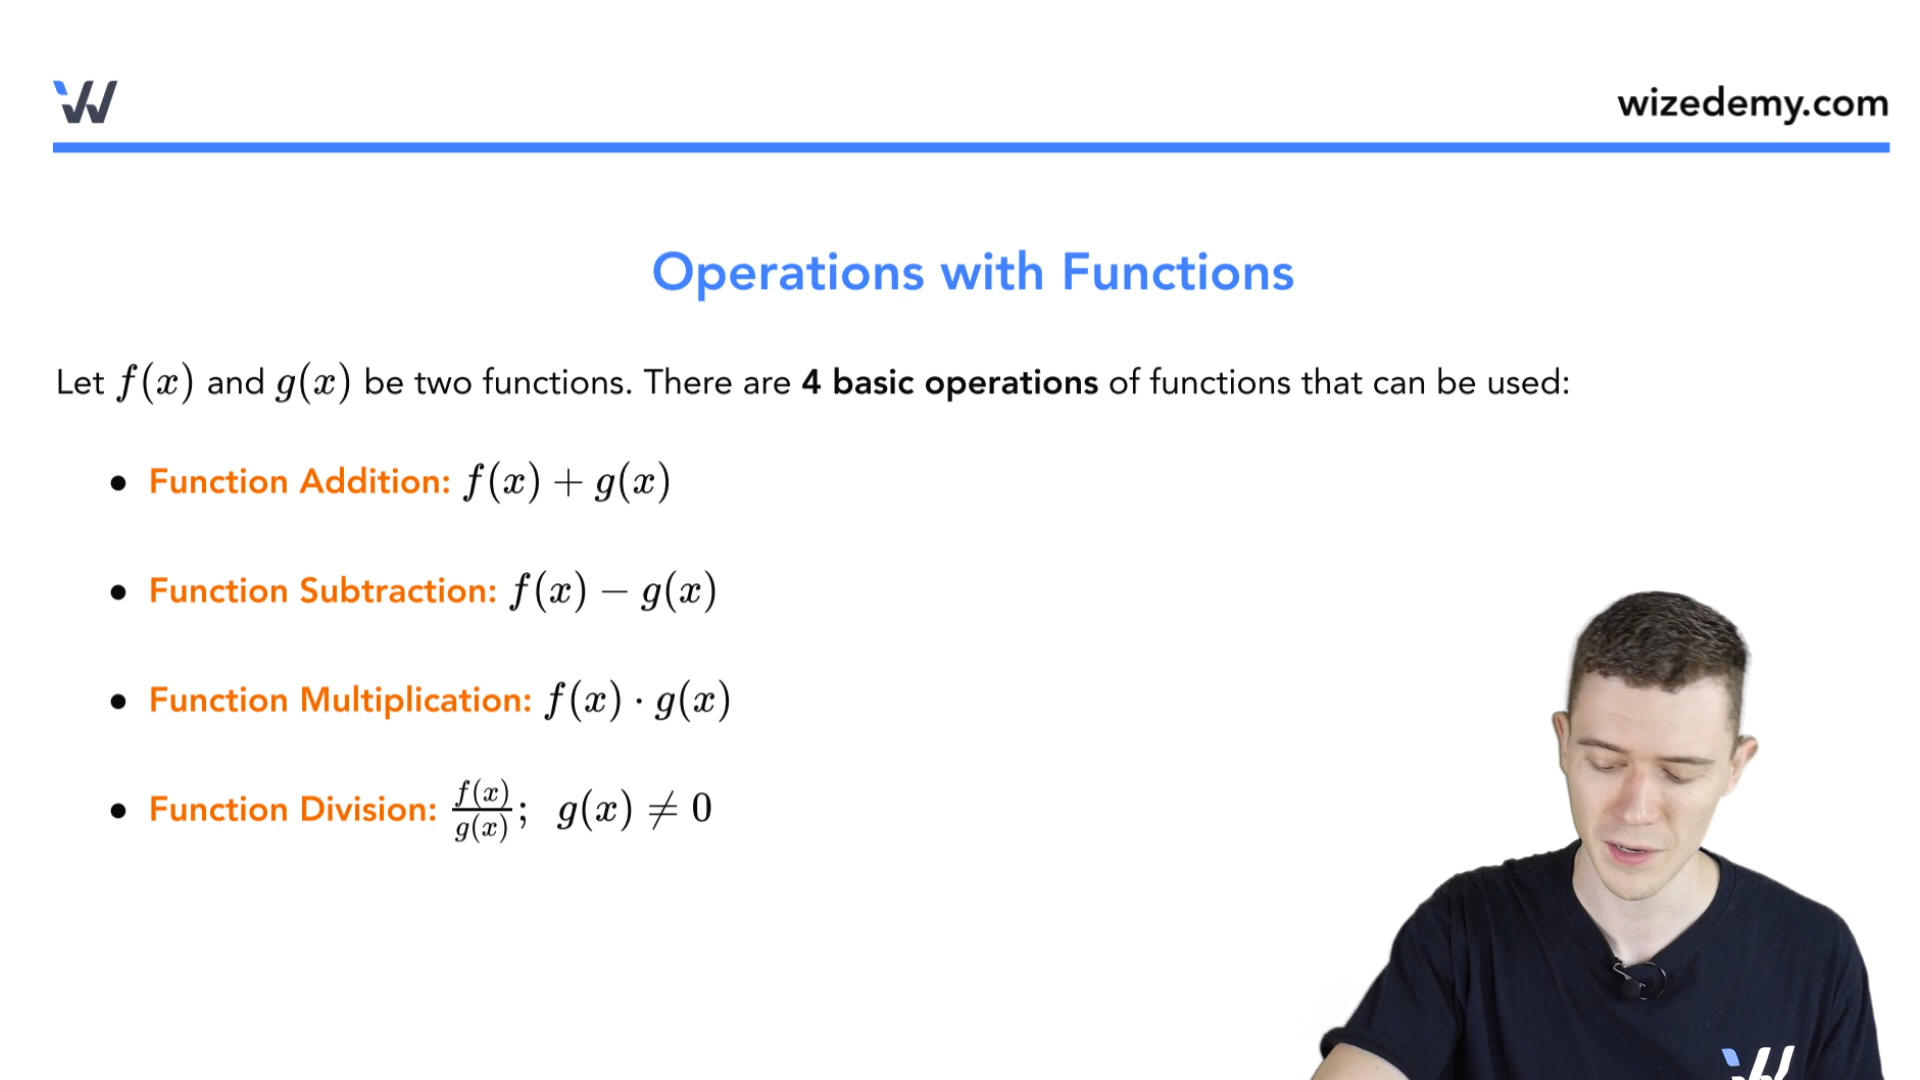 wizedemy.com
Operations with Functions
Let f(x) and g(x) be two functions. There are 4 basic operations of functions that can be used:
• Function Addition: f(x) + g(x)
• Function Subtraction: f(x) − g(x)
• Function Multiplication: f(x) · g(x)
• Function Division: f(x)/g(x); g(x) ≠ 0